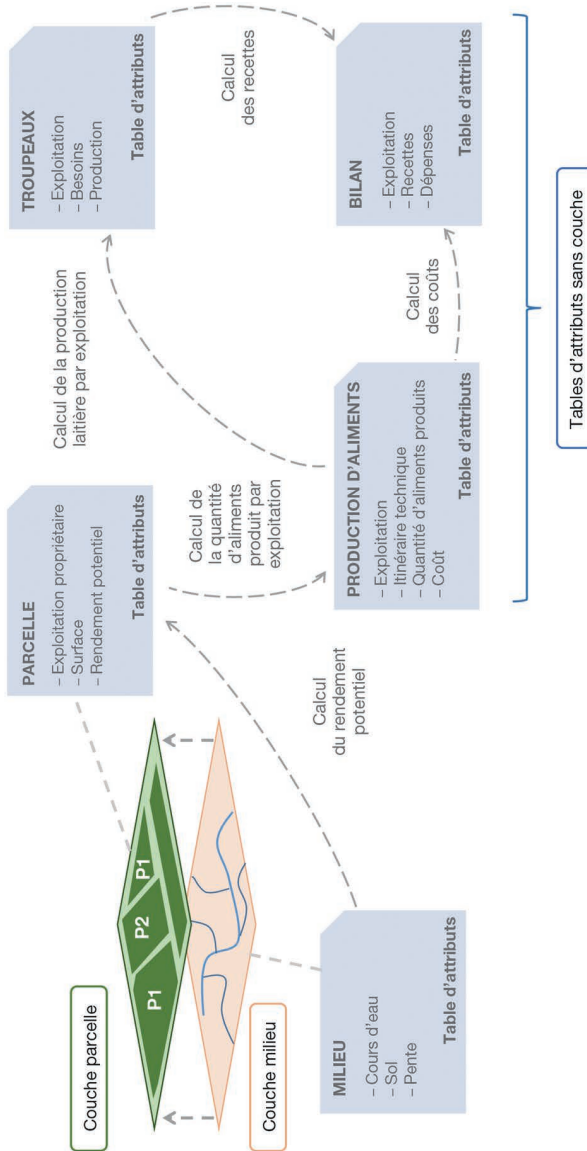 Couche parcelle
P1
P2
P1
Couche milieu
MILIEU
– Cours d'eau
– Sol
– Pente
Table d'attributs
Calcul
du rendement
potentiel
PARCELLE
– Exploitation propriétaire
– Surface
– Rendement potentiel
Table d'attributs
Calcul de
la quantité
d'aliments
produit par
exploitation
PRODUCTION D'ALIMENTS
– Exploitation
– Itinéraire technique
– Quantité d'aliments produits
– Coût
Table d'attributs
Calcul de la production
laitière par exploitation
TROUPEAUX
– Exploitation
– Besoins
– Production
Table d'attributs
Calcul
des recettes
Calcul
des coûts
BILAN
– Exploitation
– Recettes
– Dépenses
Table d'attributs
Tables d'attributs sans couche